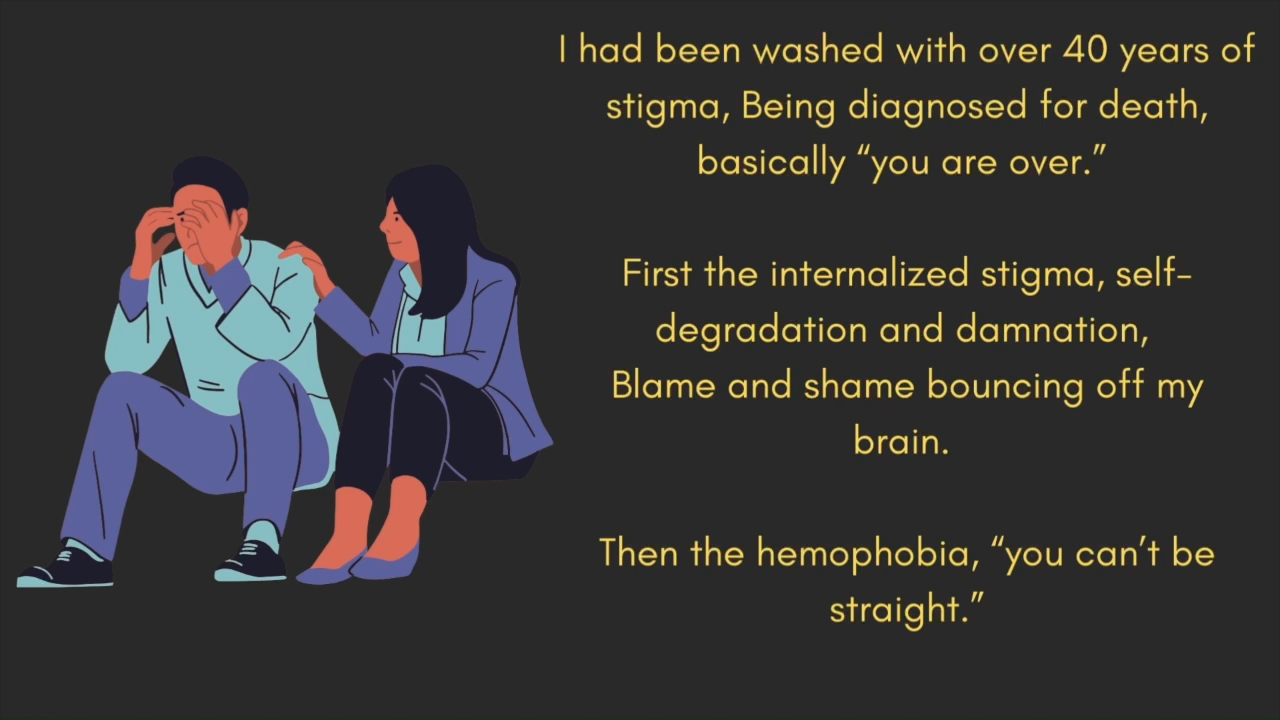 I had been washed with over 40 years of
stigma, Being diagnosed for death,
basically “you are over.”
First the internalized stigma, self-
degradation and damnation,
Blame and shame bouncing off my
brain.
Then the hemophobia, “you can’t be
straight.”